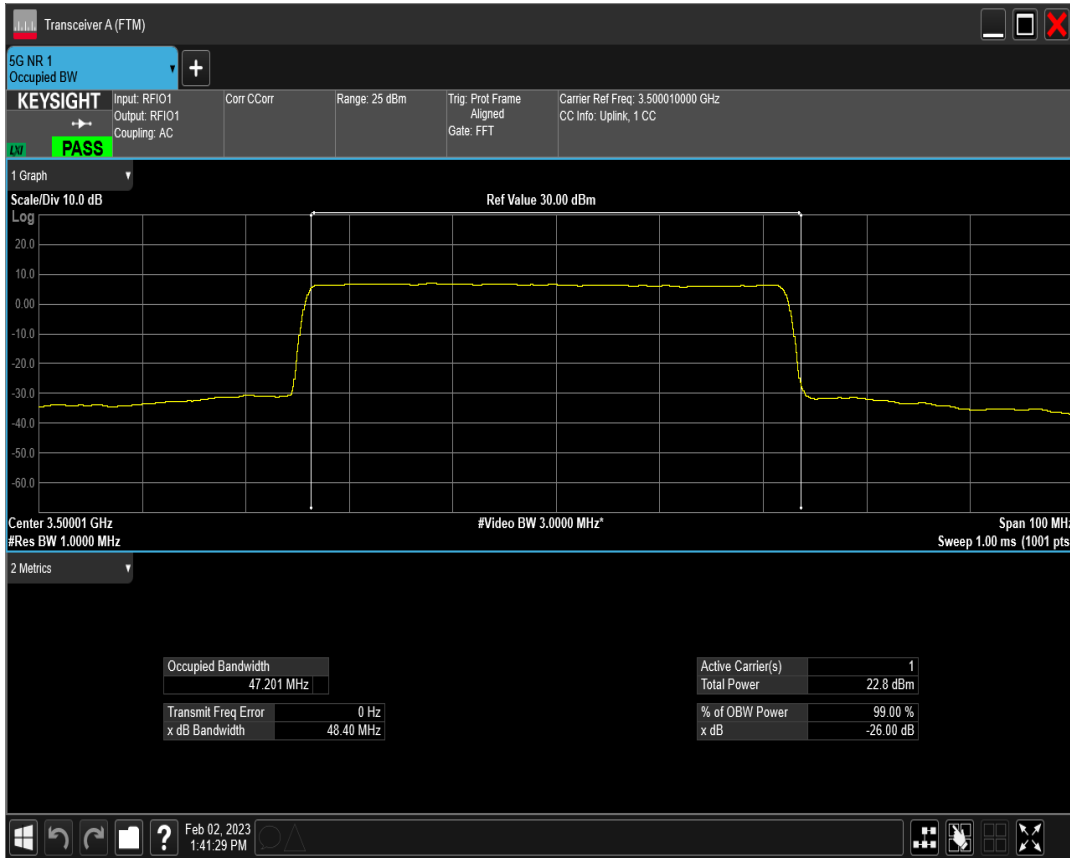 Transceiver A (FTM)
5G NR 1
Occupied BW
+
KEYSIGHT
LXI
PASS
Input: RFIO1
Output: RFIO1
Coupling: AC
Corr CCorr
Range: 25 dBm
Trig: Prot Frame
Aligned
Gate: FFT
Carrier Ref Freq: 3.500010000 GHz
CC Info: Uplink, 1 CC
1 Graph
Scale/Div 10.0 dB
Ref Value 30.00 dBm
Log
20.0
10.0
0.00
-10.0
-20.0
-30.0
-40.0
-50.0
-60.0
Center 3.50001 GHz
#Video BW 3.0000 MHz*
Span 100 MHz
#Res BW 1.0000 MHz
Sweep 1.00 ms (1001 pts
2 Metrics
Occupied Bandwidth
47.201 MHz
Transmit Freq Error 0 Hz
x dB Bandwidth 48.40 MHz
Active Carrier(s) 1
Total Power 22.8 dBm
% of OBW Power 99.00 %
x dB -26.00 dB
?
Feb 02, 2023
1:41:29 PM